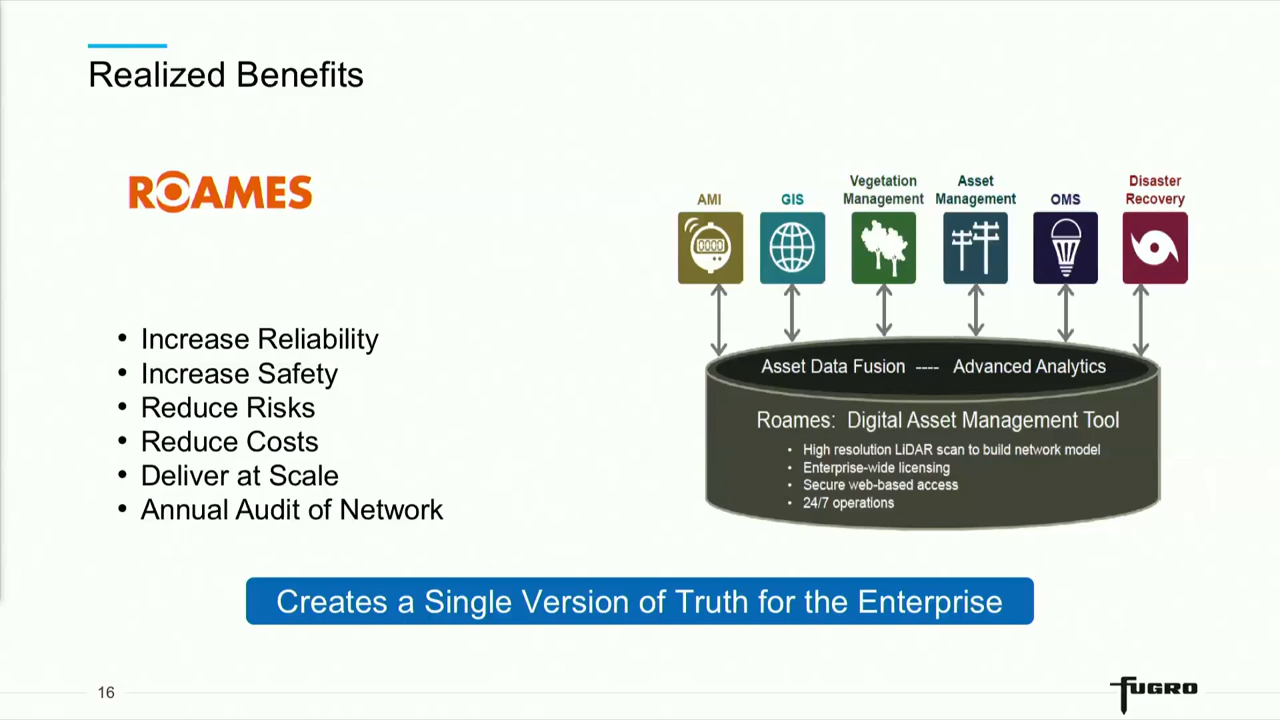 Realized Benefits
ROAMES
• Increase Reliability
• Increase Safety
• Reduce Risks
• Reduce Costs
• Deliver at Scale
• Annual Audit of Network
AMI
GIS
Vegetation
Management
Asset
Management
OMS
Disaster
Recovery
0000
Asset Data Fusion ---- Advanced Analytics
Roames: Digital Asset Management Tool
• High resolution LiDAR scan to build network model
• Enterprise-wide licensing
• Secure web-based access
• 24/7 operations
Creates a Single Version of Truth for the Enterprise
16
FUGRO